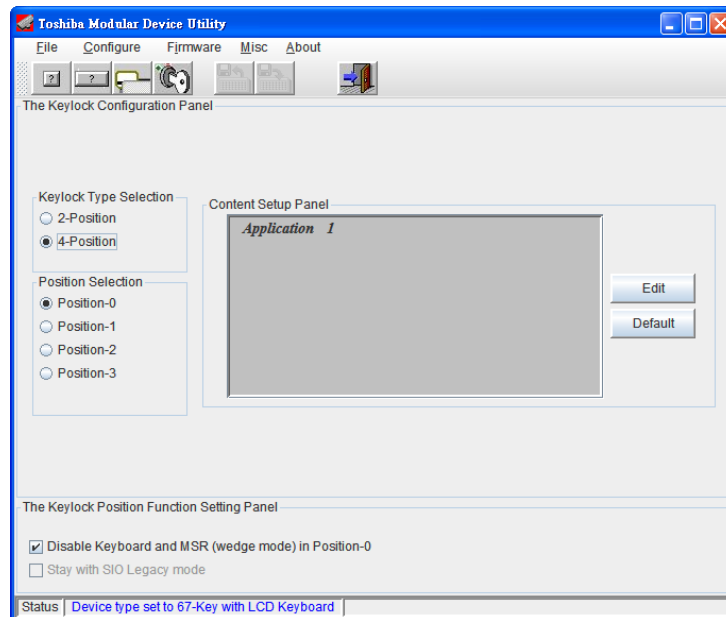 Toshiba Modular Device Utility
File Configure Firmware Misc About
? ?
The Keylock Configuration Panel
Keylock Type Selection
2-Position
4-Position
Position Selection
Position-0
Position-1
Position-2
Position-3
Content Setup Panel
Application 1
Edit
Default
The Keylock Position Function Setting Panel
Disable Keyboard and MSR (wedge mode) in Position-0
Stay with SIO Legacy mode
Status Device type set to 67-Key with LCD Keyboard